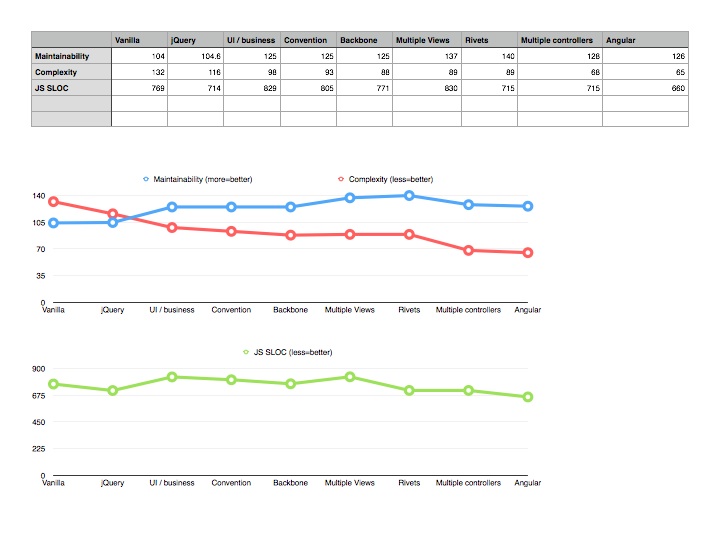 Vanilla jQuery UI / business Convention Backbone Multiple Views Rivets Multiple controllers Angular
Maintainability 104 104.6 125 125 125 137 140 128 126
Complexity 132 116 98 93 88 89 89 68 65
JS SLOC 769 714 829 805 771 830 715 715 660
Maintainability (more=better) Complexity (less=better)
140
105
70
35
0
Vanilla jQuery UI / business Convention Backbone Multiple Views Rivets Multiple controllers Angular
JS SLOC (less=better)
900
675
450
225
0
Vanilla jQuery UI / business Convention Backbone Multiple Views Rivets Multiple controllers Angular